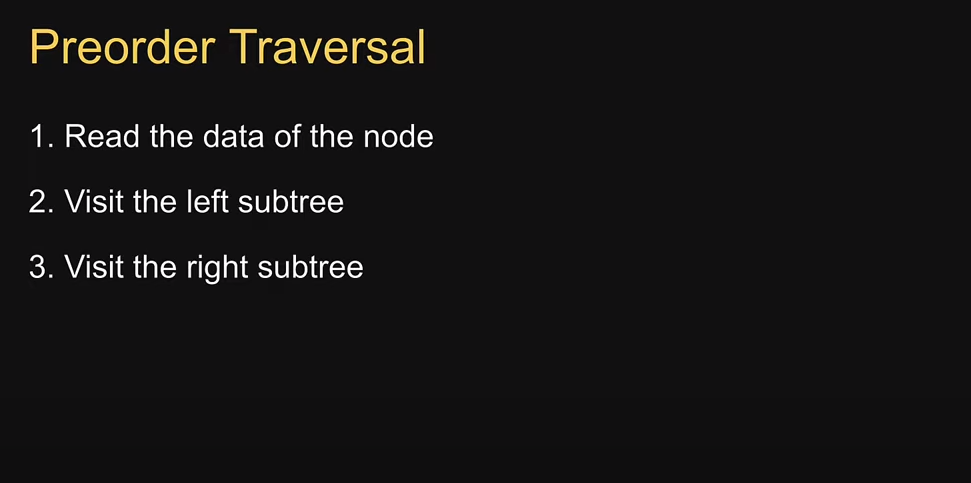 Preorder Traversal
1. Read the data of the node
2. Visit the left subtree
3. Visit the right subtree